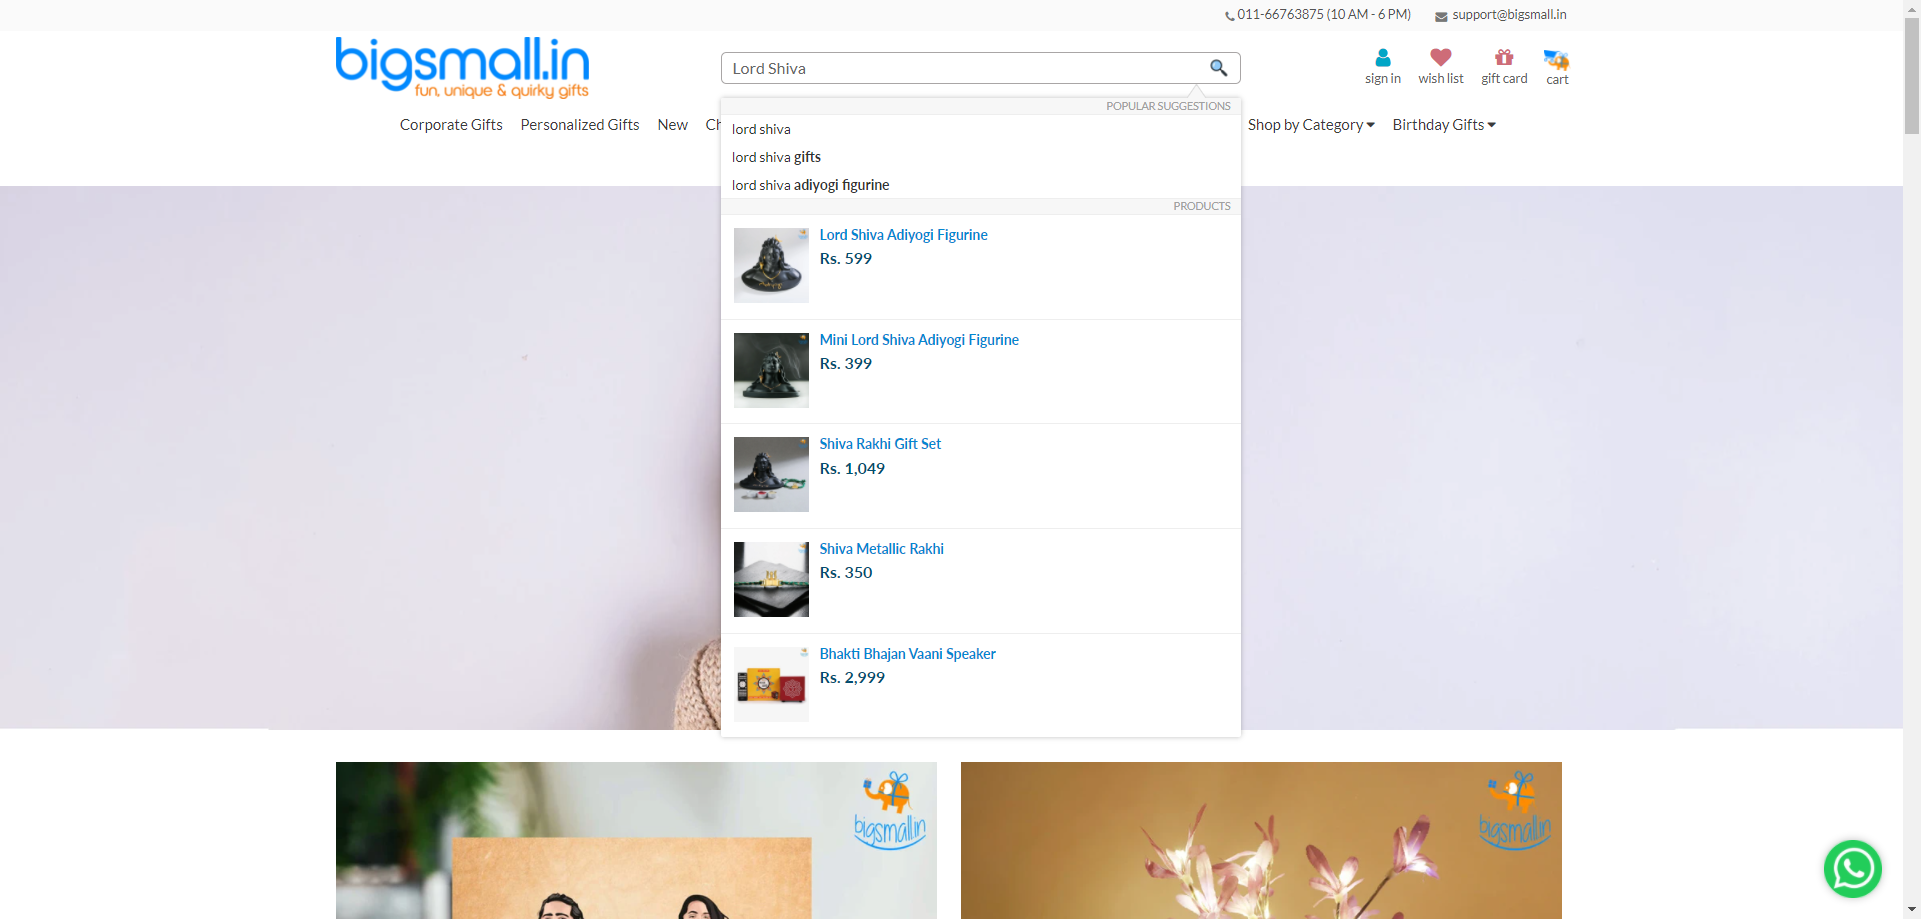 011-66763875 (10 AM - 6 PM)
support@bigsmall.in
bigsmall.in
fun, unique & quirky gifts
Lord Shiva
sign in
wish list
gift card
cart
Corporate Gifts
Personalized Gifts
New
Ch
Shop by Category
Birthday Gifts
POPULAR SUGGESTIONS
lord shiva
lord shiva gifts
lord shiva adiyogi figurine
PRODUCTS
Lord Shiva Adiyogi Figurine
Rs. 599
Mini Lord Shiva Adiyogi Figurine
Rs. 399
Shiva Rakhi Gift Set
Rs. 1,049
Shiva Metallic Rakhi
Rs. 350
Bhakti Bhajan Vaani Speaker
Rs. 2,999
bigsmall.in
bigsmall.in